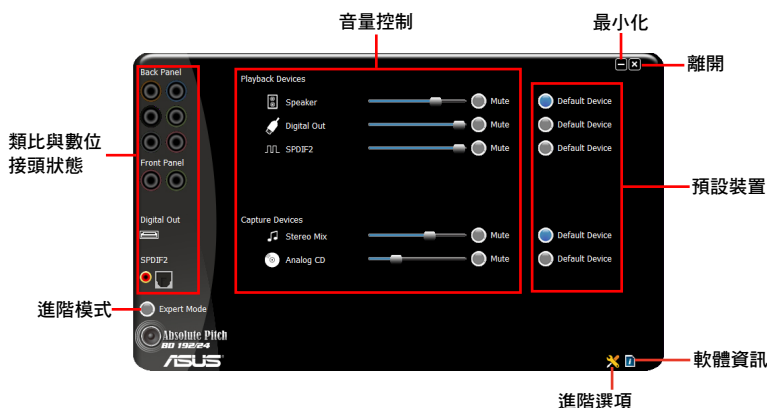 音量控制
最小化
離開
類比與數位
接頭狀態
預設裝置
進階模式
軟體資訊
進階選項
Back Panel
Front Panel
Digital Out
SPDIF2
Expert Mode
Absolute Pitch
BD 192/24
ASUS
Playback Devices
Speaker Mute Default Device
Digital Out Mute Default Device
SPDIF2 Mute Default Device
Capture Devices
Stereo Mix Mute Default Device
Analog CD Mute Default Device